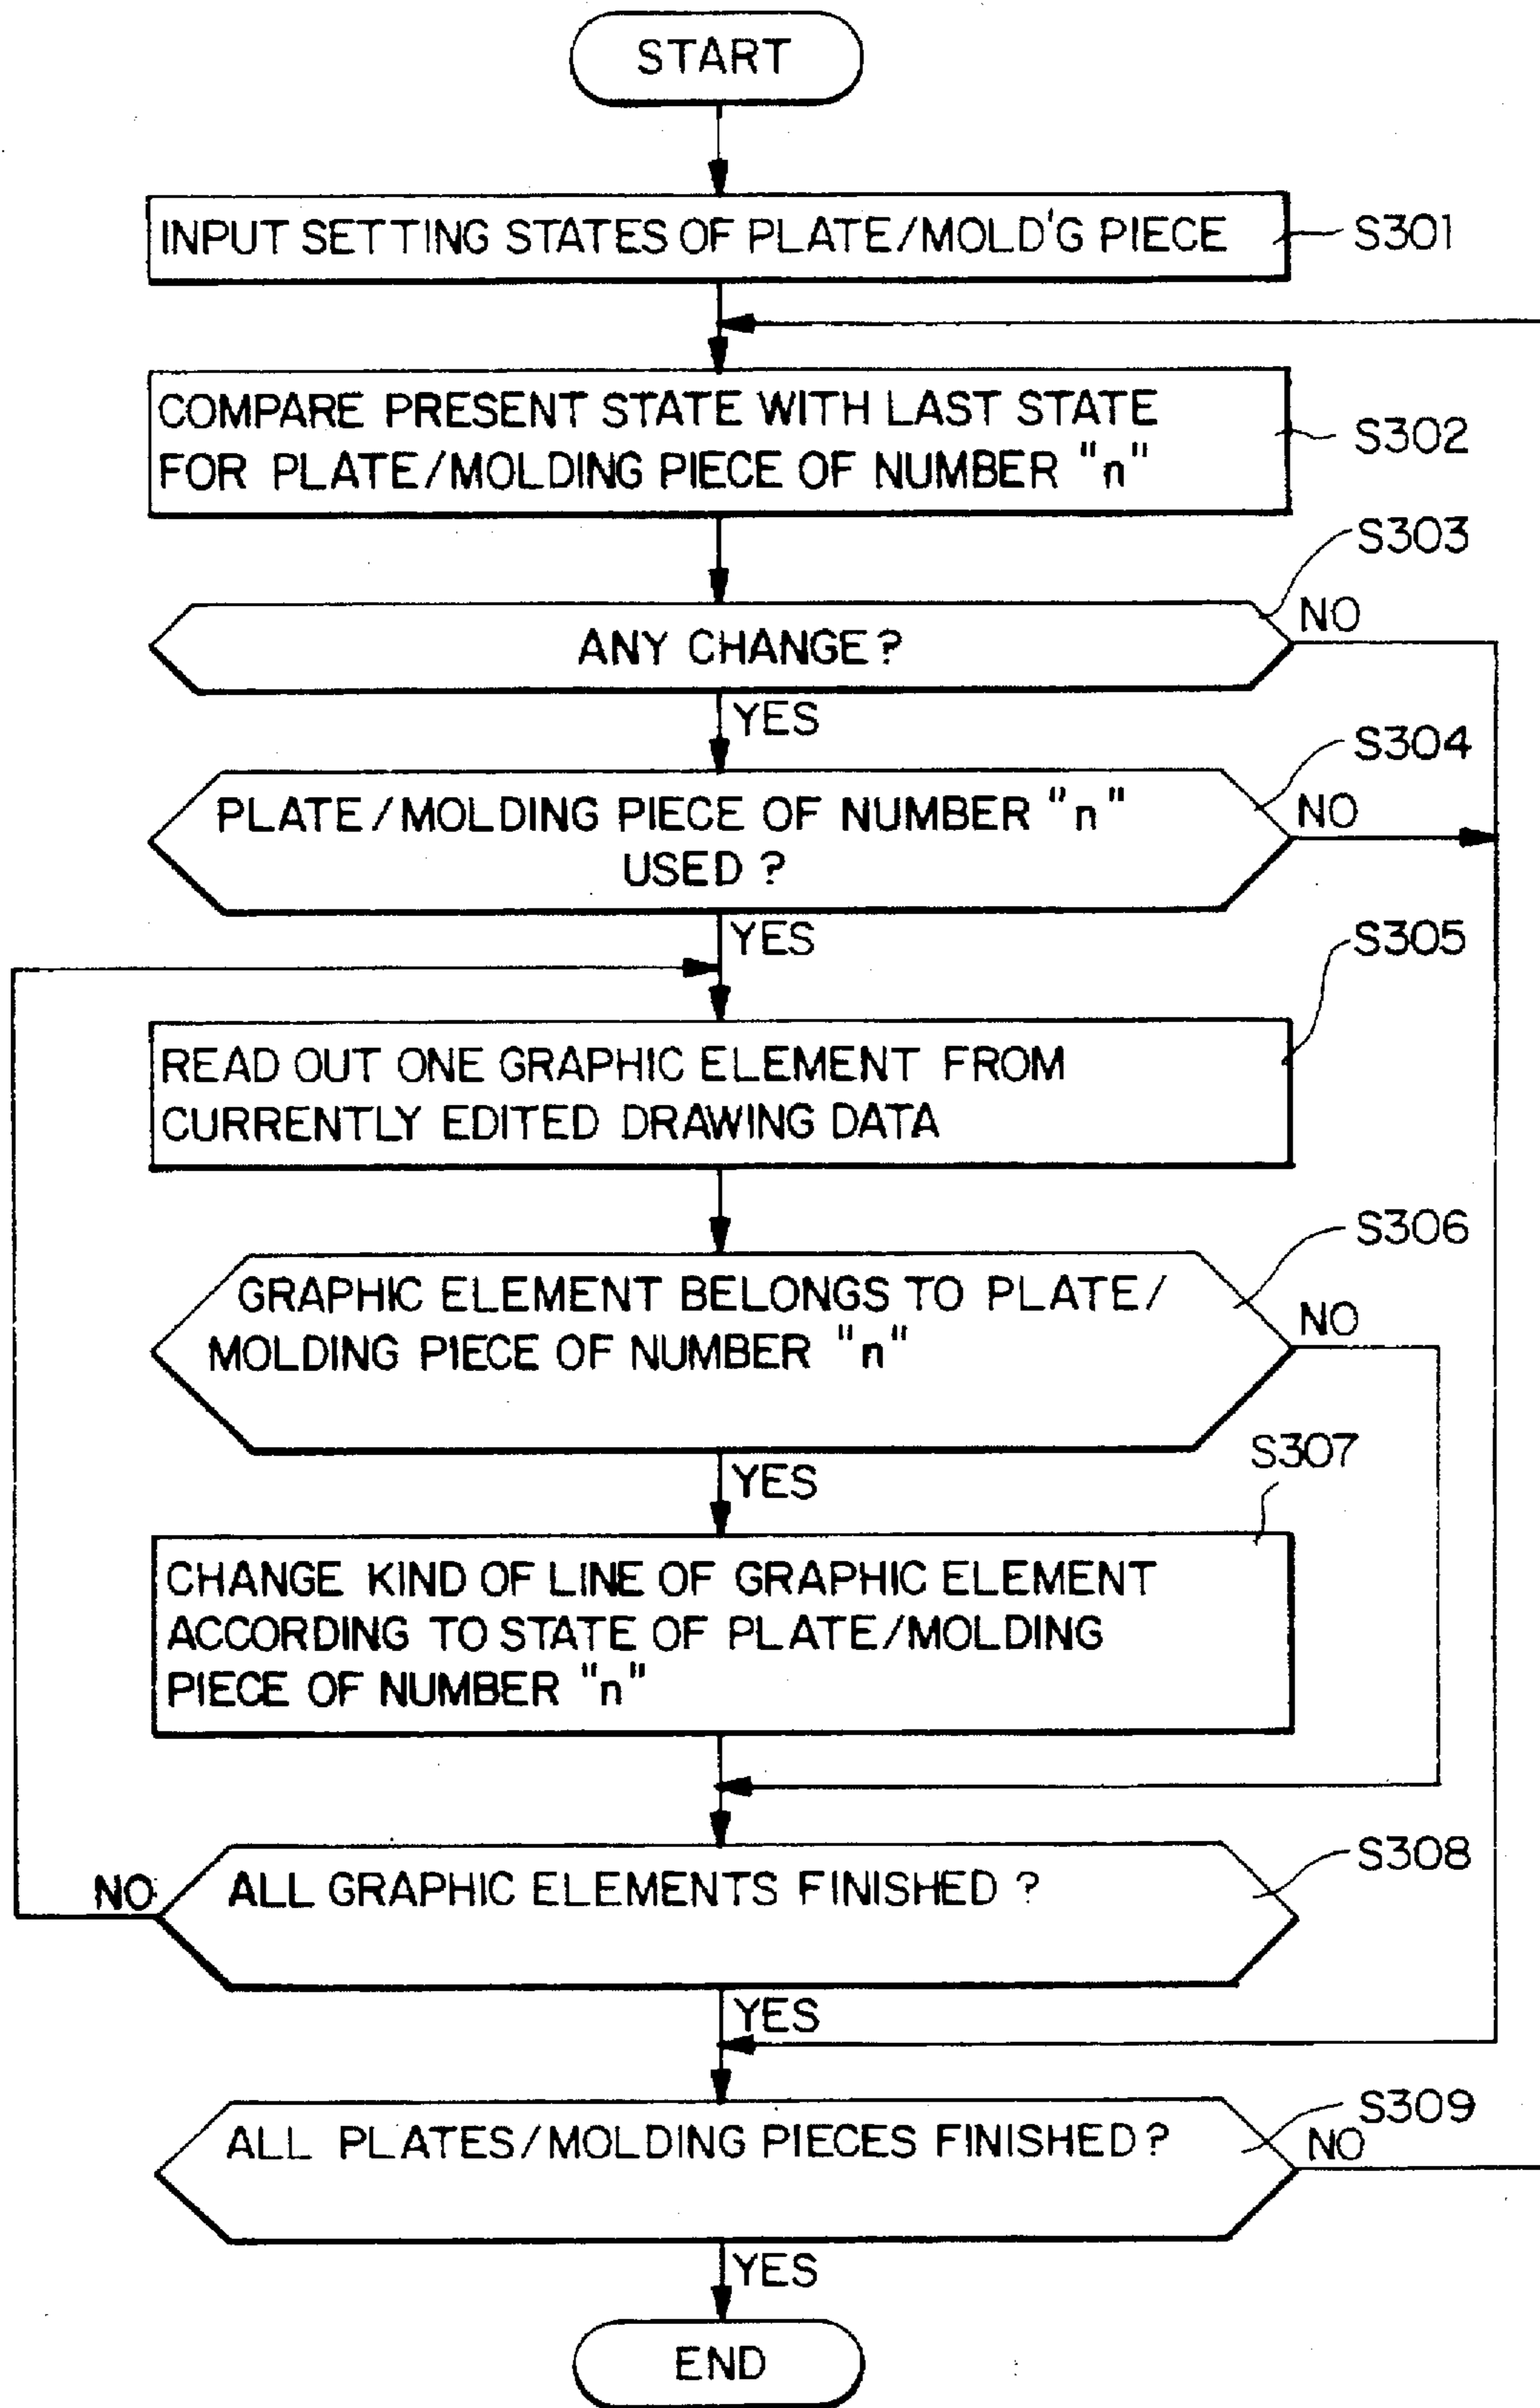 START
INPUT SETTING STATES OF PLATE/MOLD'G PIECE
S301
COMPARE PRESENT STATE WITH LAST STATE
FOR PLATE/MOLDING PIECE OF NUMBER "n"
S302
S303
ANY CHANGE?
NO
YES
S304
PLATE/MOLDING PIECE OF NUMBER "n"
USED?
NO
YES
S305
READ OUT ONE GRAPHIC ELEMENT FROM
CURRENTLY EDITED DRAWING DATA
S306
GRAPHIC ELEMENT BELONGS TO PLATE/
MOLDING PIECE OF NUMBER "n"
NO
YES
S307
CHANGE KIND OF LINE OF GRAPHIC ELEMENT
ACCORDING TO STATE OF PLATE/MOLDING
PIECE OF NUMBER "n"
S308
NO
ALL GRAPHIC ELEMENTS FINISHED?
YES
S309
ALL PLATES/MOLDING PIECES FINISHED?
NO
YES
END